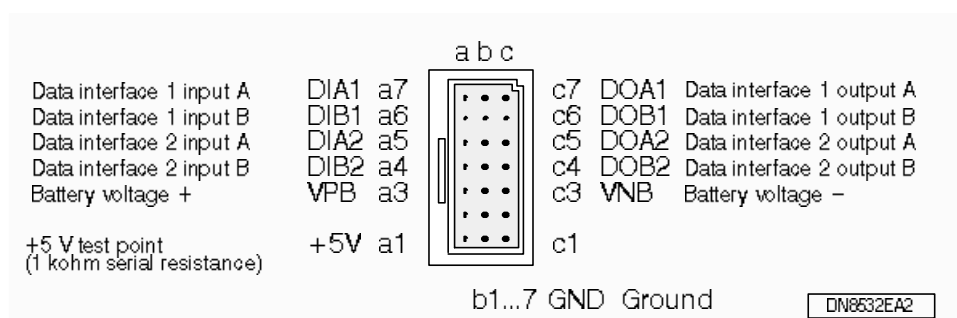 a b c
Data interface 1 input A DIA1 a7 c7 DOA1 Data interface 1 output A
Data interface 1 input B DIB1 a6 c6 DOB1 Data interface 1 output B
Data interface 2 input A DIA2 a5 c5 DOA2 Data interface 2 output A
Data interface 2 input B DIB2 a4 c4 DOB2 Data interface 2 output B
Battery voltage + VPB a3 c3 VNB Battery voltage –
+5 V test point +5V a1 c1
(1 kohm serial resistance)
b1...7 GND Ground
DN8532EA2